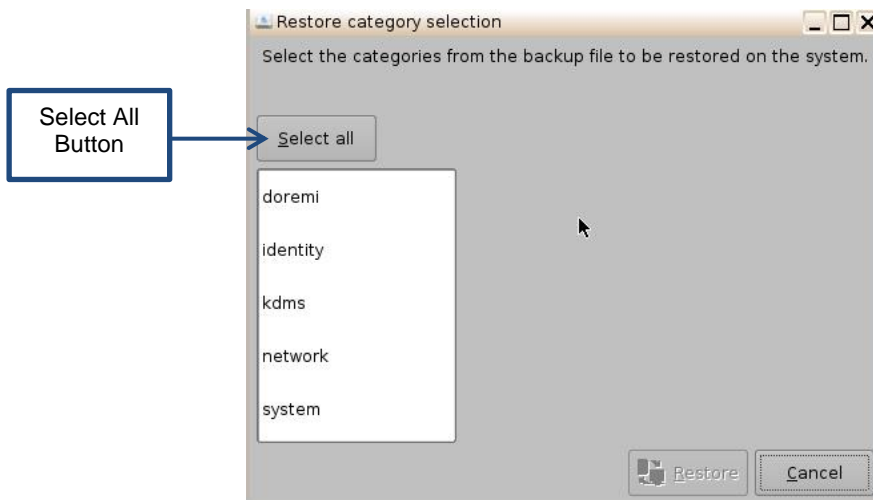 Restore category selection
Select the categories from the backup file to be restored on the system.
Select All
Button
Select all
doremi
identity
kdms
network
system
Restore
Cancel